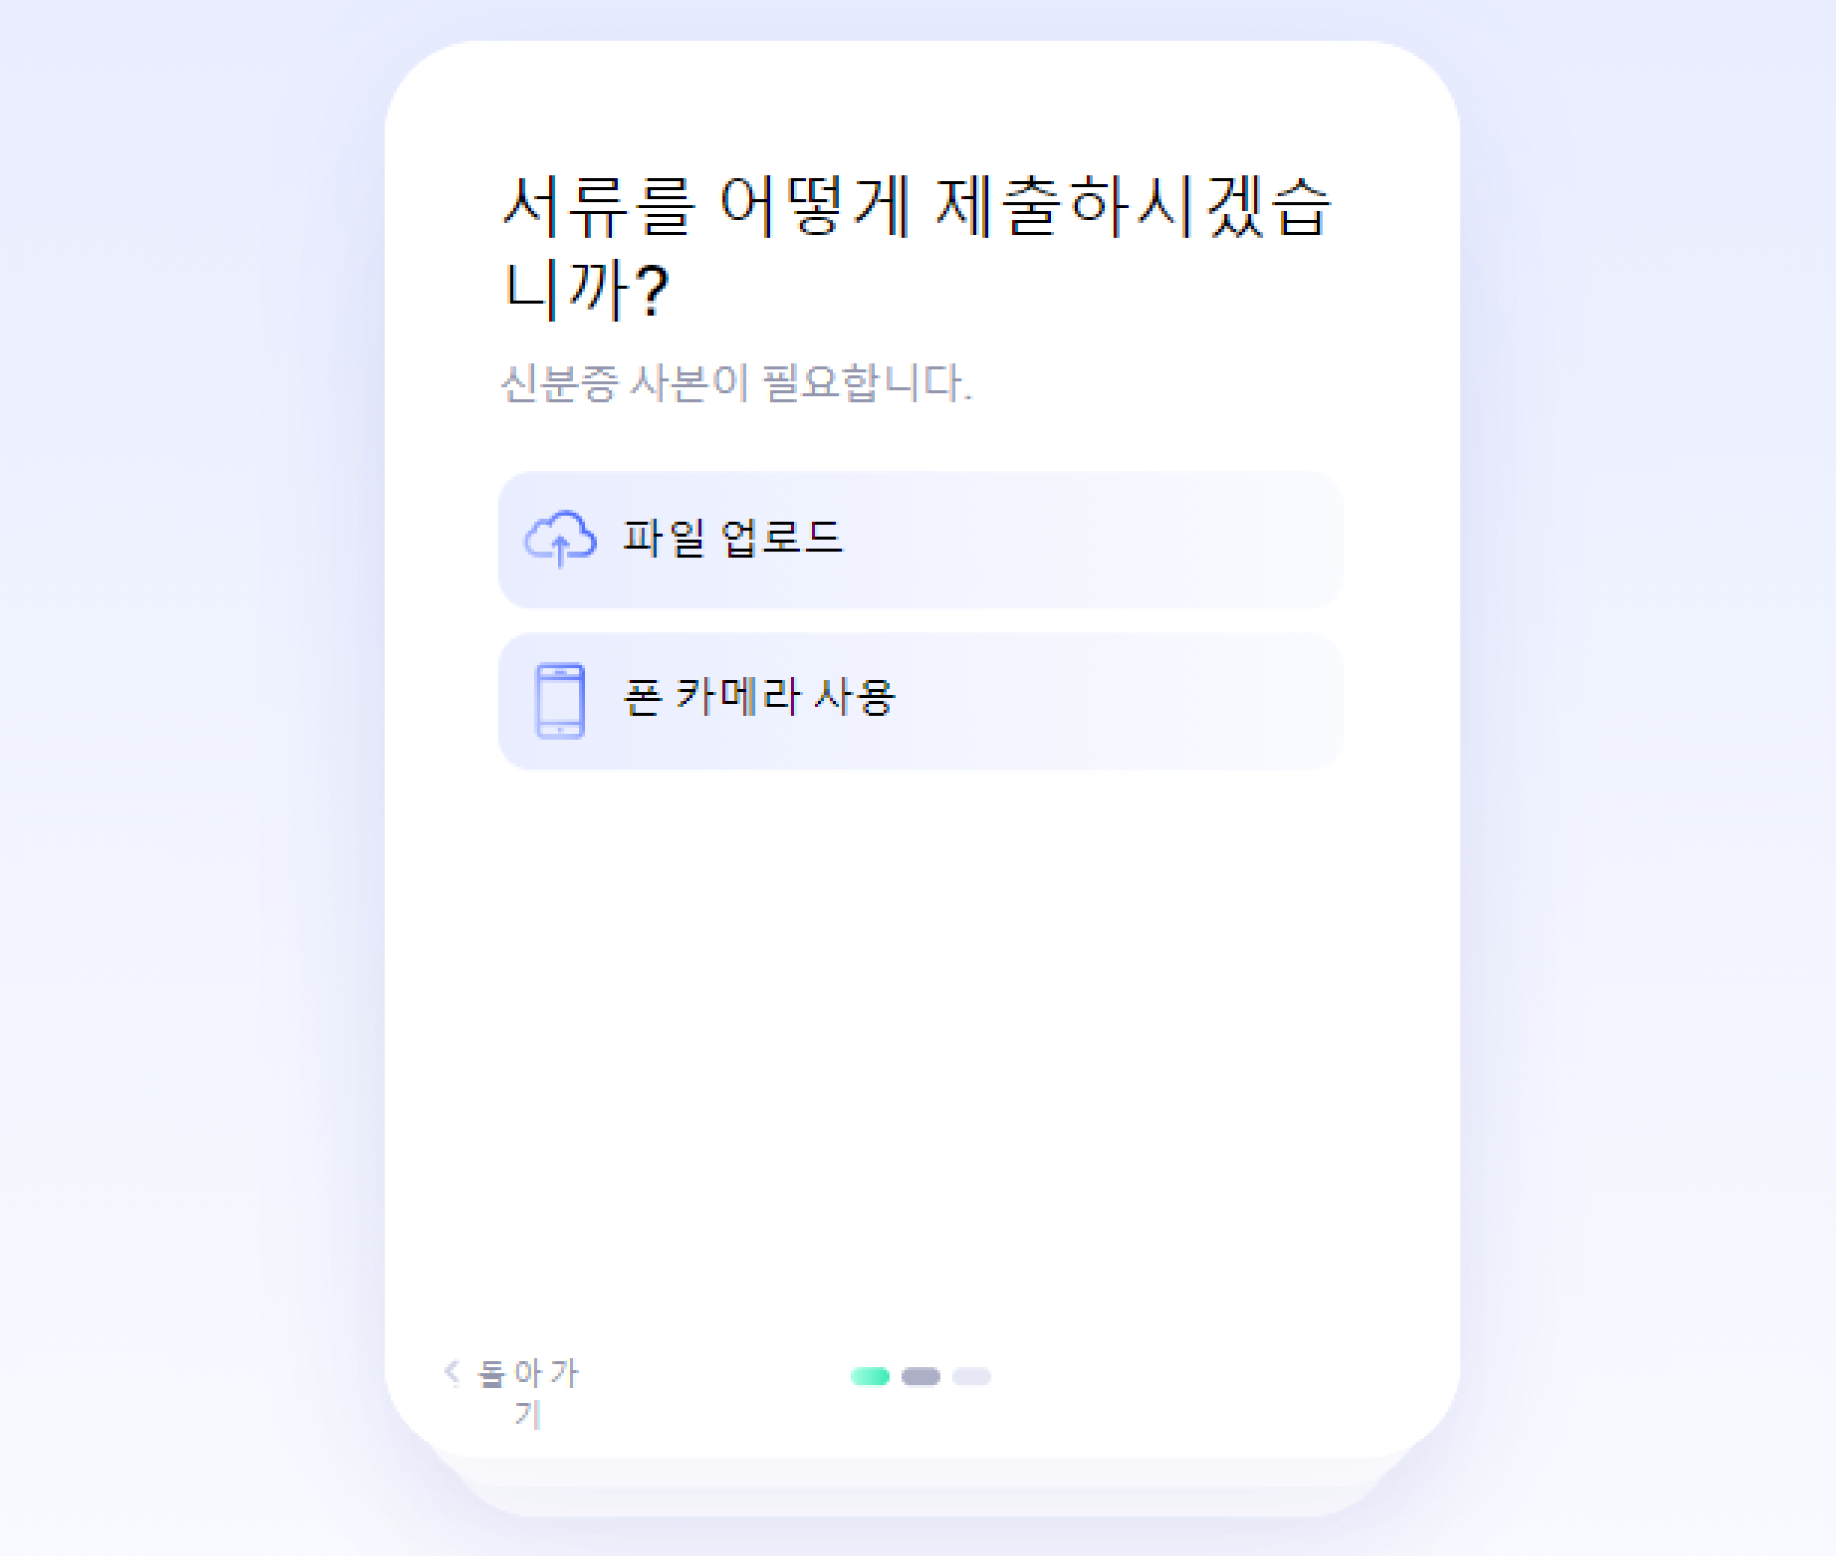 서류를 어떻게 제출하시겠습
니까?
신분증 사본이 필요합니다.
파일 업로드
폰 카메라 사용
돌아가
기